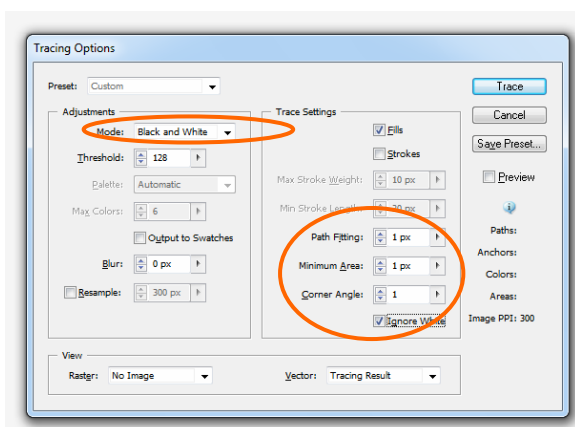 Tracing Options
Preset: Custom
Trace
Adjustments
Mode: Black and White
Threshold: 128
Palette: Automatic
Max Colors: 6
Output to Swatches
Blur: 0 px
Resample: 300 px
Trace Settings
Fills
Strokes
Max Stroke Weight: 10 px
Min Stroke Length: 20 px
Path Fitting: 1 px
Minimum Area: 1 px
Corner Angle: 1
Ignore White
Cancel
Save Preset...
Preview
Paths:
Anchors:
Colors:
Areas:
Image PPI: 300
View
Raster: No Image
Vector: Tracing Result